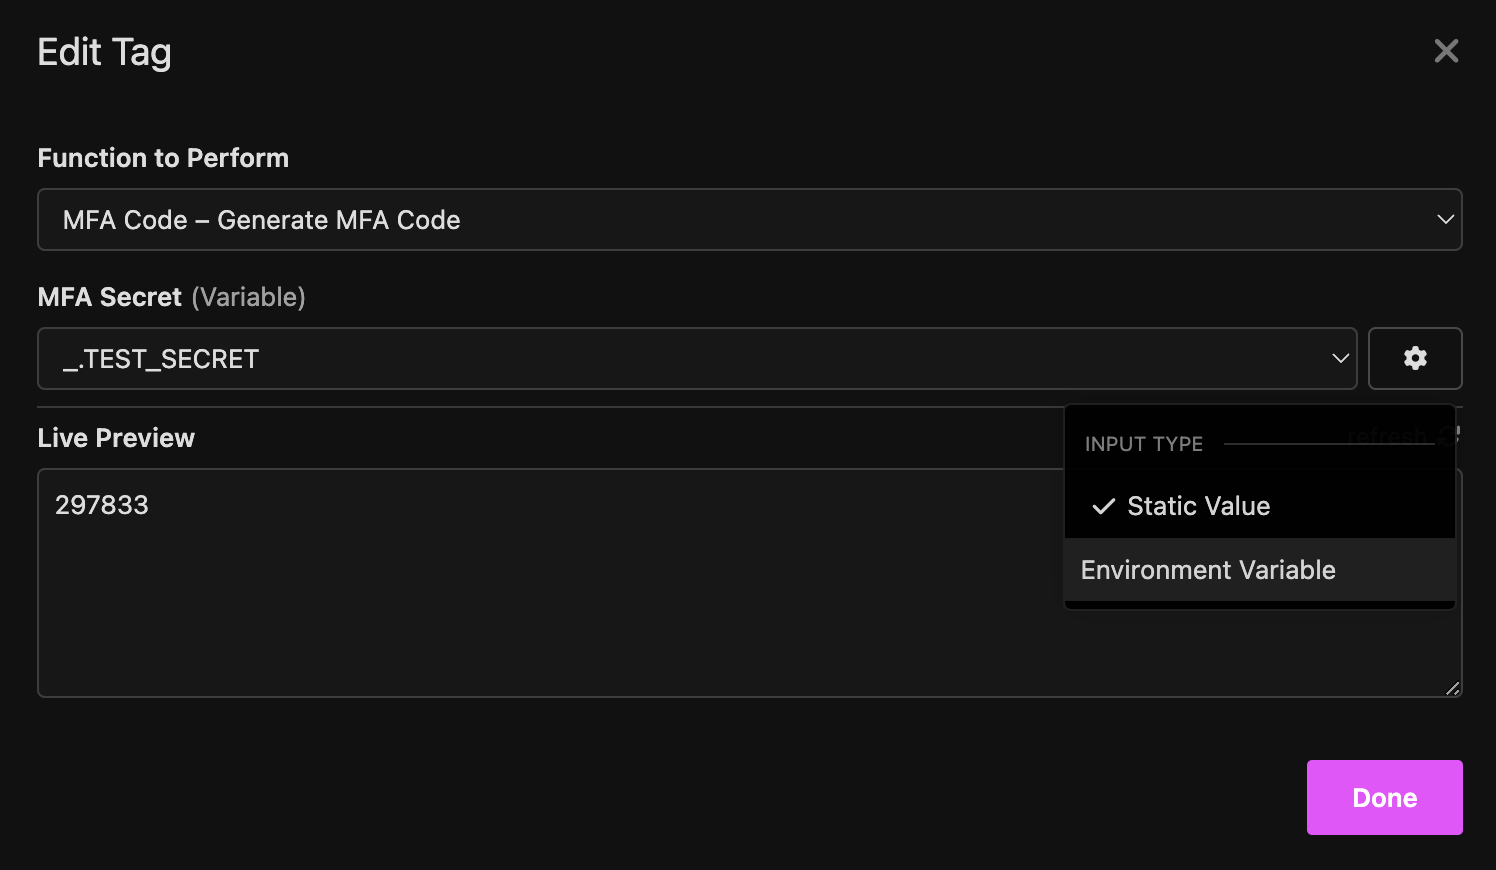 Edit Tag
Function to Perform
MFA Code – Generate MFA Code
MFA Secret (Variable)
_.TEST_SECRET
Live Preview
refresh
INPUT TYPE
297833
Static Value
Environment Variable
Done